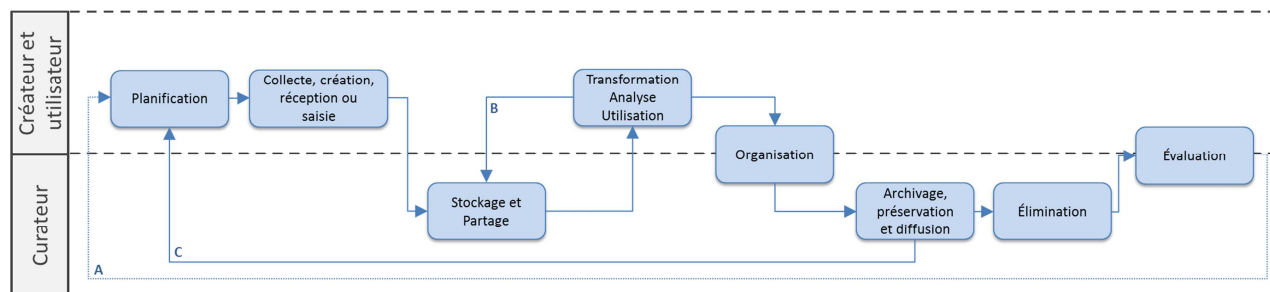 Créateur et
utilisateur
Planification
Collecte, création,
réception ou
saisie
Transformation
Analyse
Utilisation
B
Organisation
Évaluation
Curateur
Stockage et
Partage
Archivage,
préservation
et diffusion
Élimination
C
A